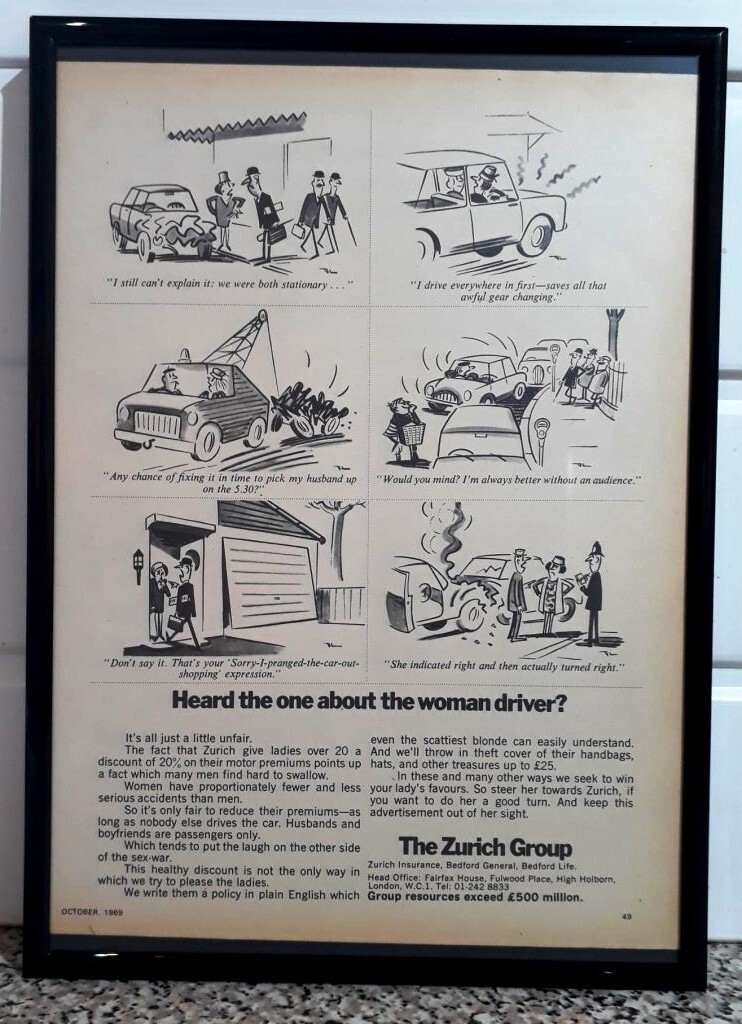 "I still can't explain it: we were both stationary . . ."
"I drive everywhere in first—saves all that
awful gear changing."
"Any chance of fixing it in time to pick my husband up
on the 5.30?"
"Would you mind? I'm always better without an audience."
"Don't say it. That's your 'Sorry-I-pranged-the-car-out-
shopping' expression."
"She indicated right and then actually turned right."
Heard the one about the woman driver?
It's all just a little unfair.
The fact that Zurich give ladies over 20 a
discount of 20% on their motor premiums points up
a fact which many men find hard to swallow.
Women have proportionately fewer and less
serious accidents than men.
So it's only fair to reduce their premiums—as
long as nobody else drives the car. Husbands and
boyfriends are passengers only.
Which tends to put the laugh on the other side
of the sex-war.
This healthy discount is not the only way in
which we try to please the ladies.
We write them a policy in plain English which
even the scattiest blonde can easily understand.
And we'll throw in theft cover of their handbags,
hats, and other treasures up to £25.
In these and many other ways we seek to win
your lady's favours. So steer her towards Zurich, if
you want to do her a good turn. And keep this
advertisement out of her sight.
The Zurich Group
Zurich Insurance, Bedford General, Bedford Life.
Head Office: Fairfax House, Fulwood Place, High Holborn,
London, W.C.1. Tel: 01-242 8833
Group resources exceed £500 million.
OCTOBER, 1969
49